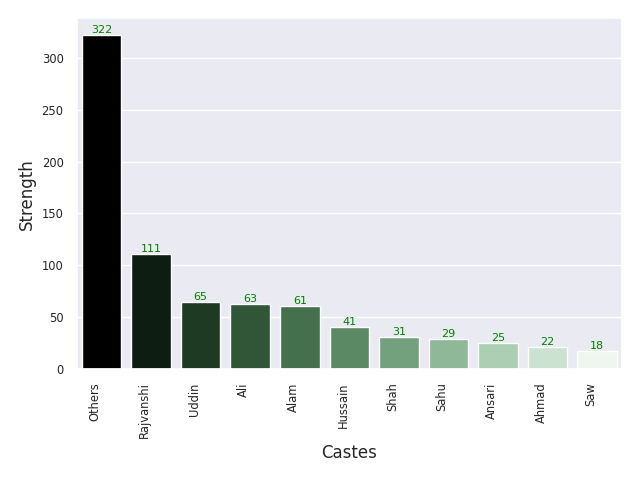 322
111
65
63
61
41
31
29
25
22
18
300
250
200
150
100
50
0
Strength
Others
Rajvanshi
Uddin
Ali
Alam
Hussain
Shah
Sahu
Ansari
Ahmad
Saw
Castes